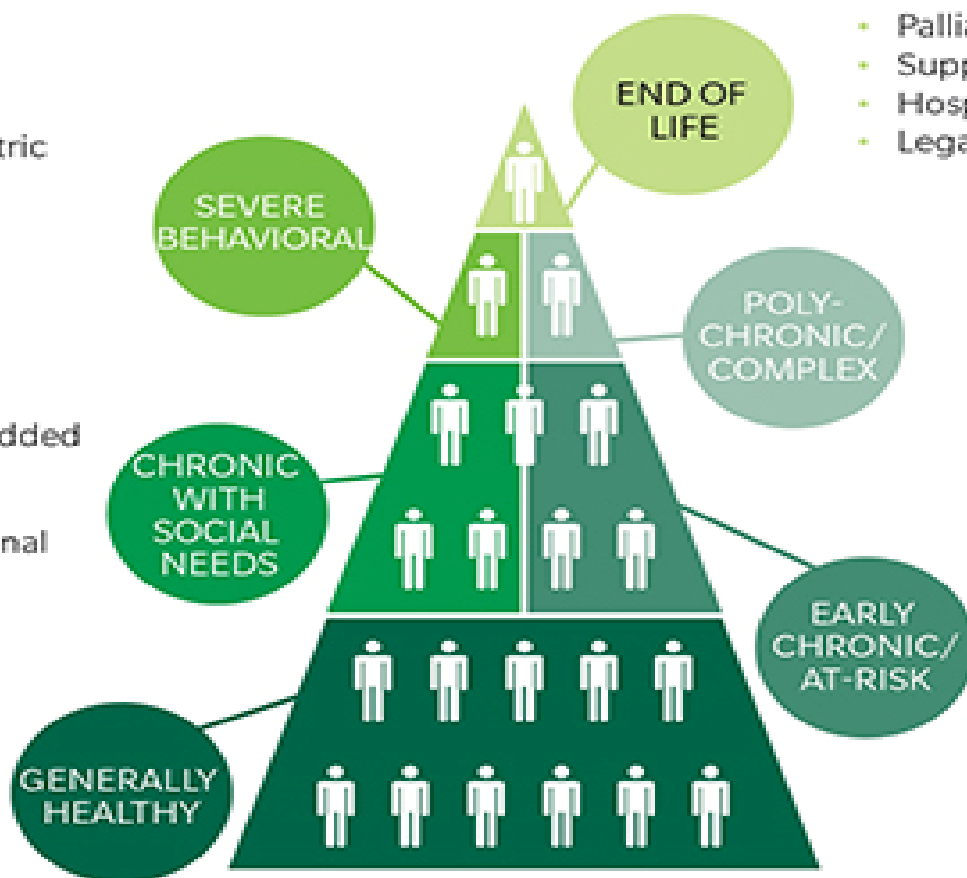 Pallia
Supp
Hosp
Lega
END OF
LIFE
tric
SEVERE
BEHAVIORAL
POLY-
CHRONIC/
COMPLEX
dded
nal
CHRONIC
WITH
SOCIAL
NEEDS
EARLY
CHRONIC/
AT-RISK
GENERALLY
HEALTHY